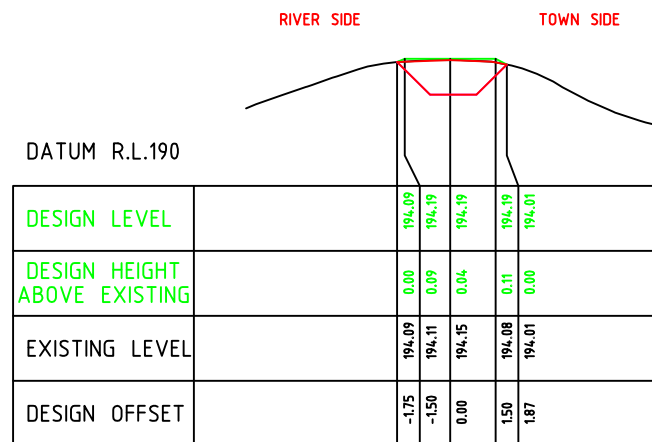 RIVER SIDE TOWN SIDE
DATUM R.L.190
DESIGN LEVEL 194.09 194.19 194.19 194.19 194.01
DESIGN HEIGHT
ABOVE EXISTING 0.00 0.09 0.04 0.11 0.00
EXISTING LEVEL 194.09 194.11 194.15 194.08 194.01
DESIGN OFFSET -1.75 -1.50 0.00 1.50 1.87